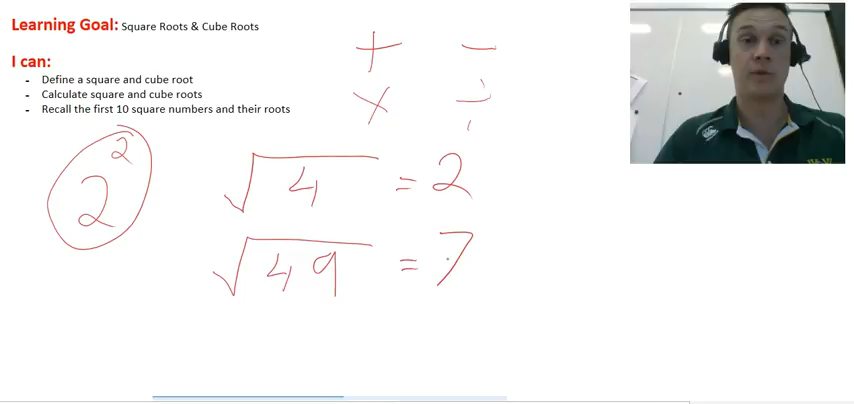 Learning Goal: Square Roots & Cube Roots
I can:
- Define a square and cube root
- Calculate square and cube roots
- Recall the first 10 square numbers and their roots
+ −
× ÷
2²
√4 = 2
√49 = 7